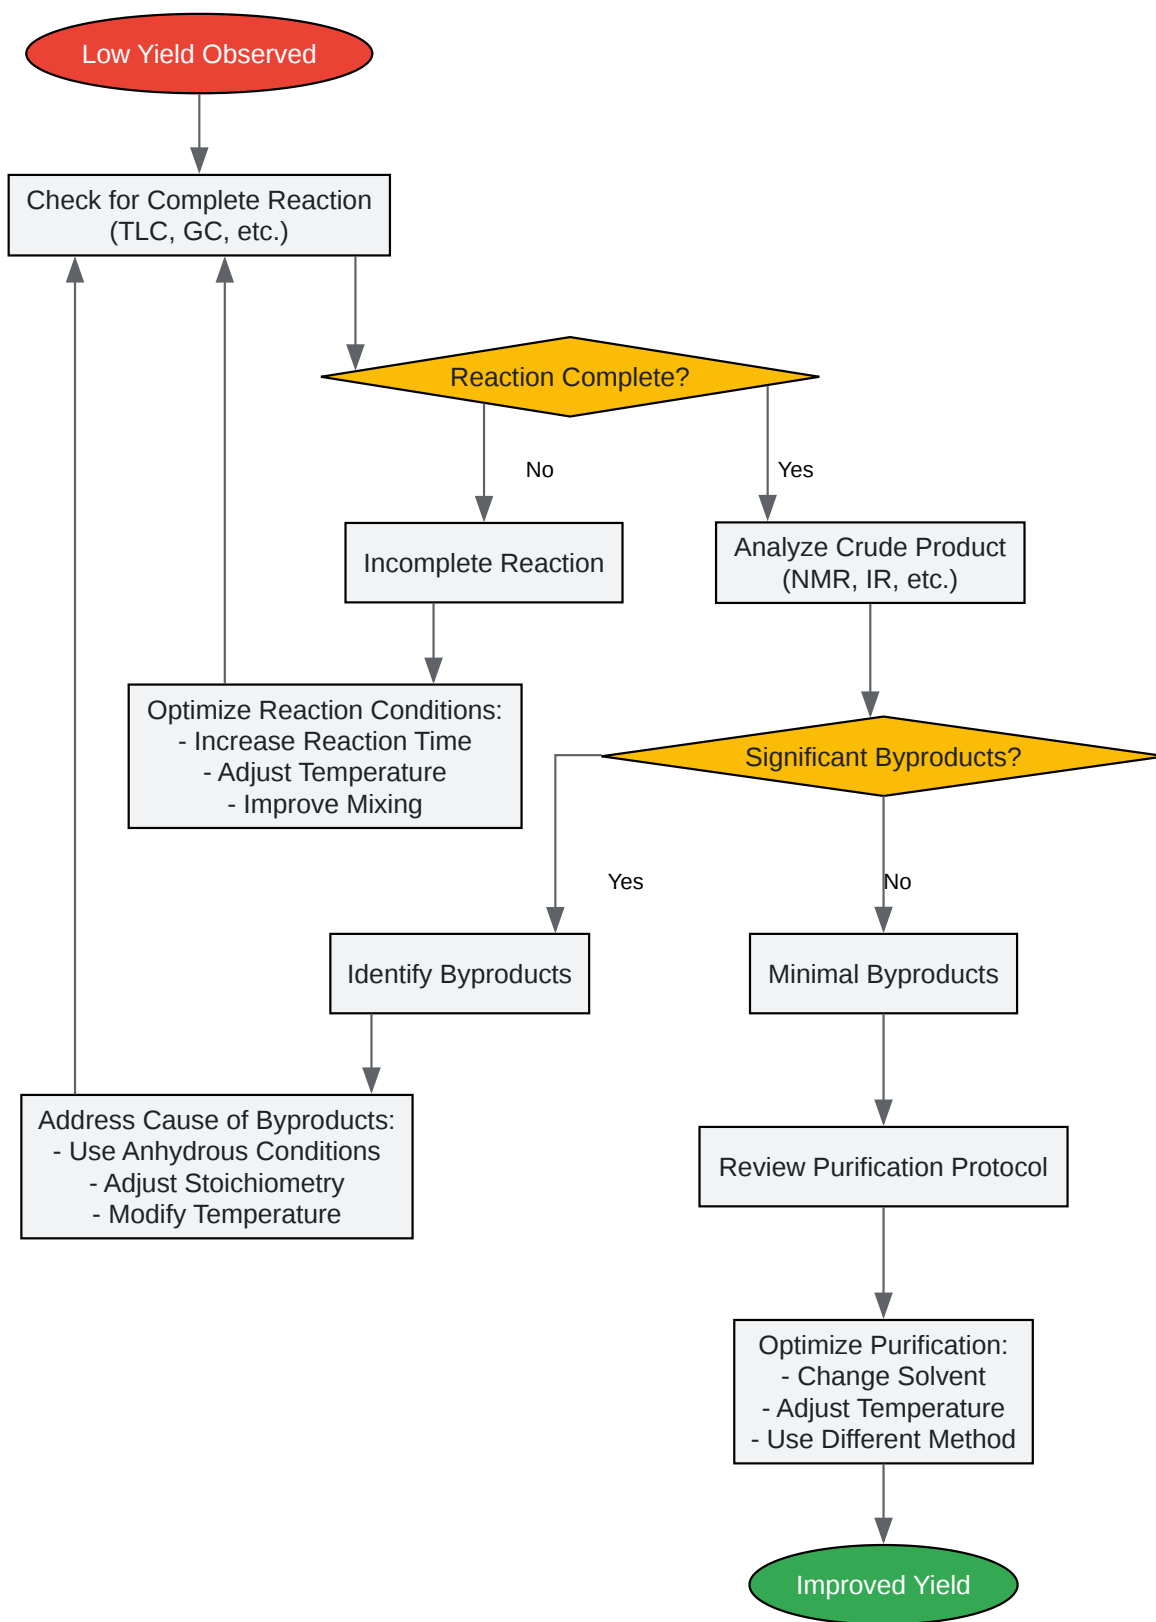 Low Yield Observed
Check for Complete Reaction
(TLC, GC, etc.)
Reaction Complete?
No
Yes
Incomplete Reaction
Analyze Crude Product
(NMR, IR, etc.)
Optimize Reaction Conditions:
- Increase Reaction Time
- Adjust Temperature
- Improve Mixing
Significant Byproducts?
Yes
No
Identify Byproducts
Minimal Byproducts
Address Cause of Byproducts:
- Use Anhydrous Conditions
- Adjust Stoichiometry
- Modify Temperature
Review Purification Protocol
Optimize Purification:
- Change Solvent
- Adjust Temperature
- Use Different Method
Improved Yield